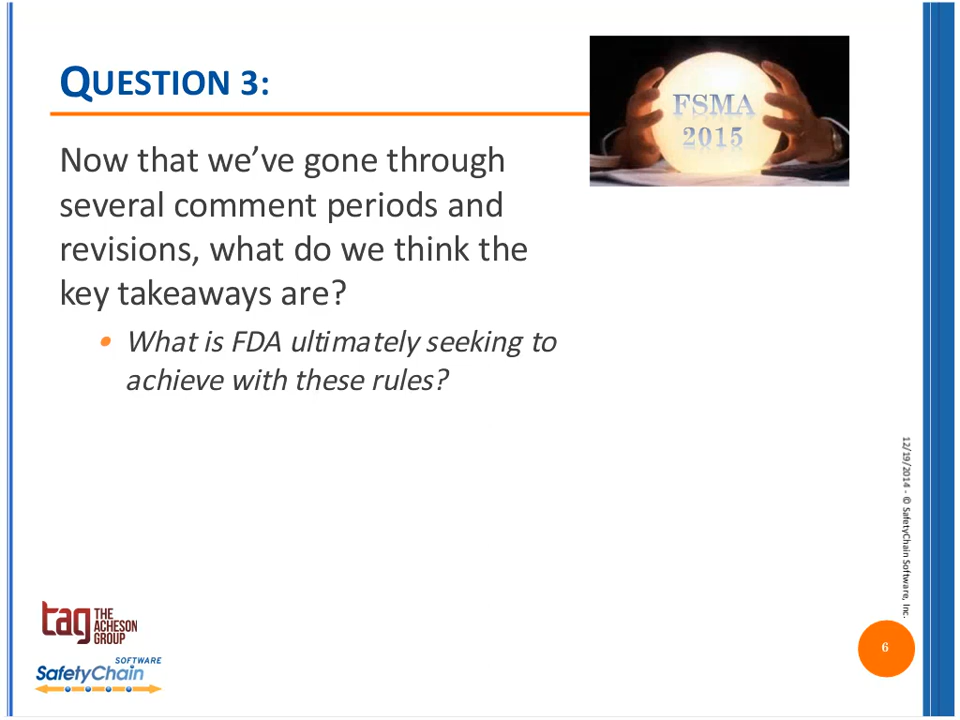 QUESTION 3:
FSMA
2015
Now that we’ve gone through
several comment periods and
revisions, what do we think the
key takeaways are?
• What is FDA ultimately seeking to
achieve with these rules?
12/19/2014 - © SafetyChain Software, Inc.
tag THE
ACHESON
GROUP
SOFTWARE
SafetyChain
6